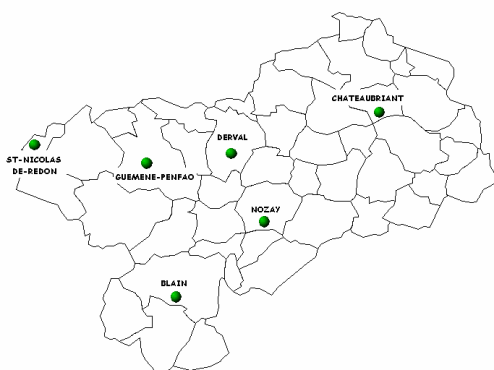 CHATEAUBRIANT
DERVAL
ST-NICOLAS
DE-REDON
GUEMENE-PENFAO
NOZAY
BLAIN